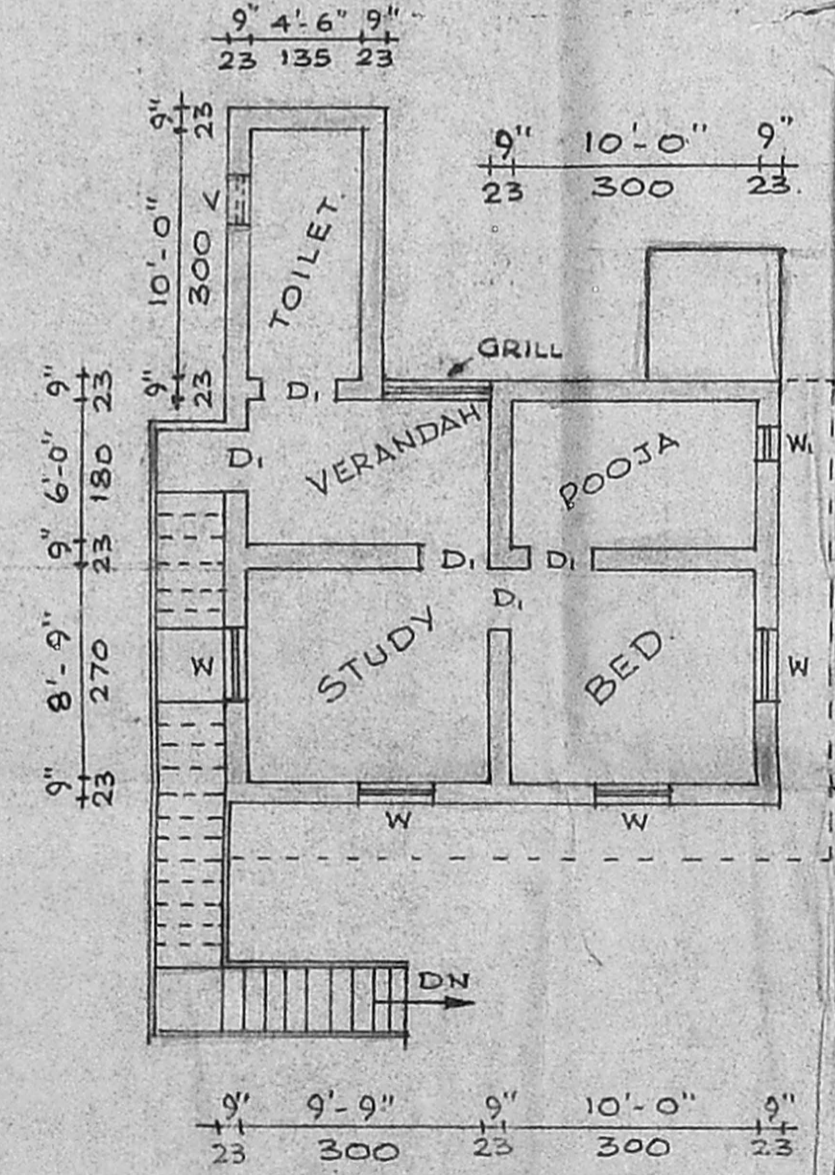 9" 4'-6" 9"
23 135 23
9" 10'-0" 9"
23 300 23.
9" 10'-0" 9"
23 300 23
V
TOILET.
GRILL
9" 6'-0" 9" 8'-9" 9"
23 180 23 270 23
D1
D1
VERANDAH
POOJA
W1
D1
D1
D1
W
STUDY
BED
W
W
W
DN
9" 9'-9" 9" 10'-0" 9"
23 300 23 300 23